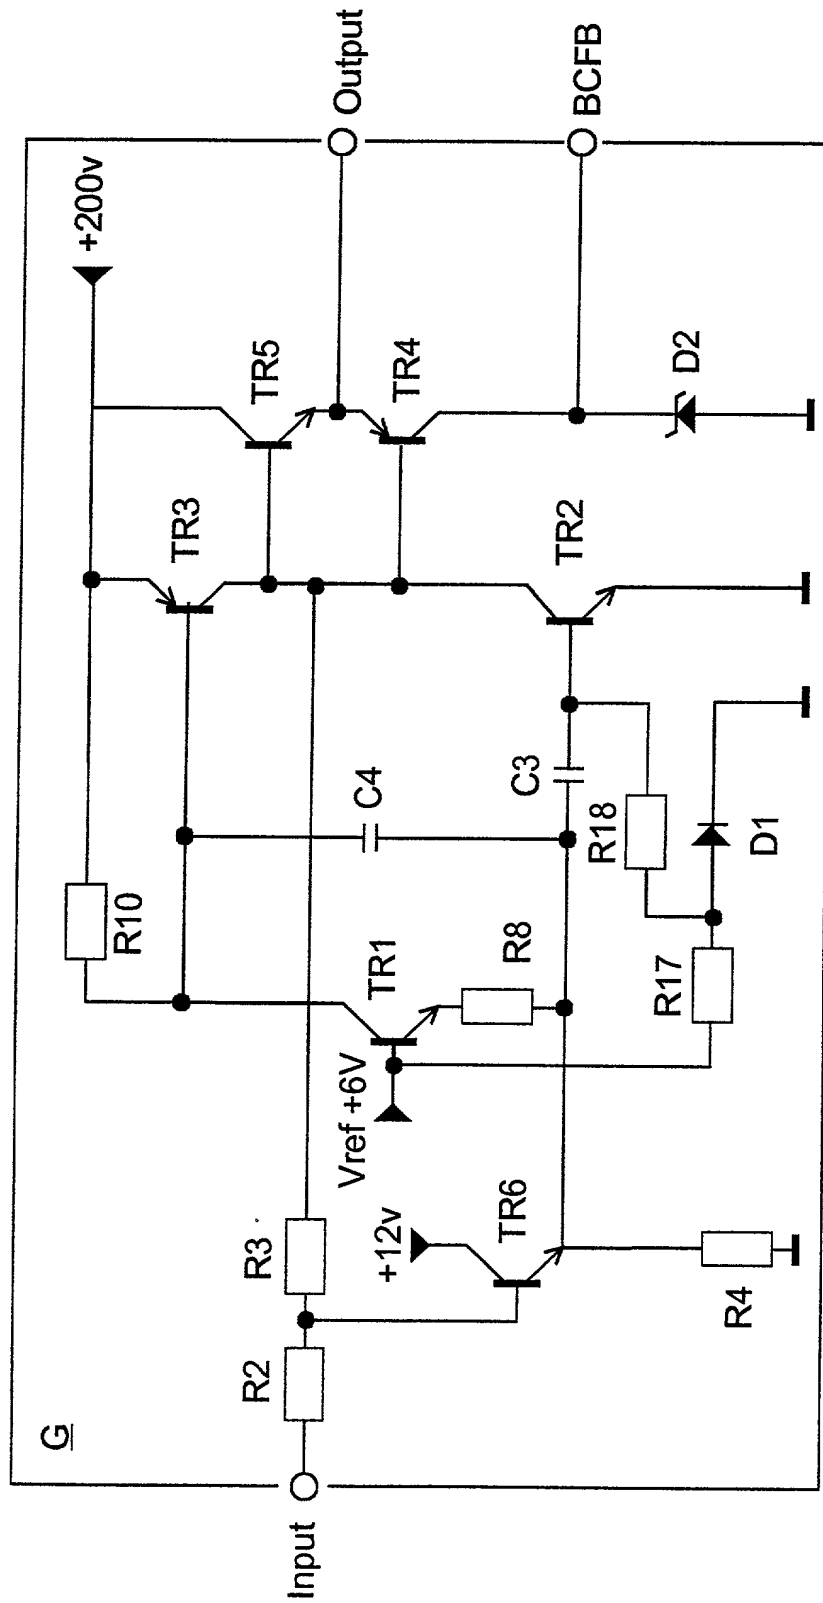 G
+200v
R10
TR3
TR5
Output
R3
C4
TR1
Vref +6V
R8
TR4
R2
+12v
TR6
C3
TR2
BCFB
Input
R18
R17
D1
D2
R4